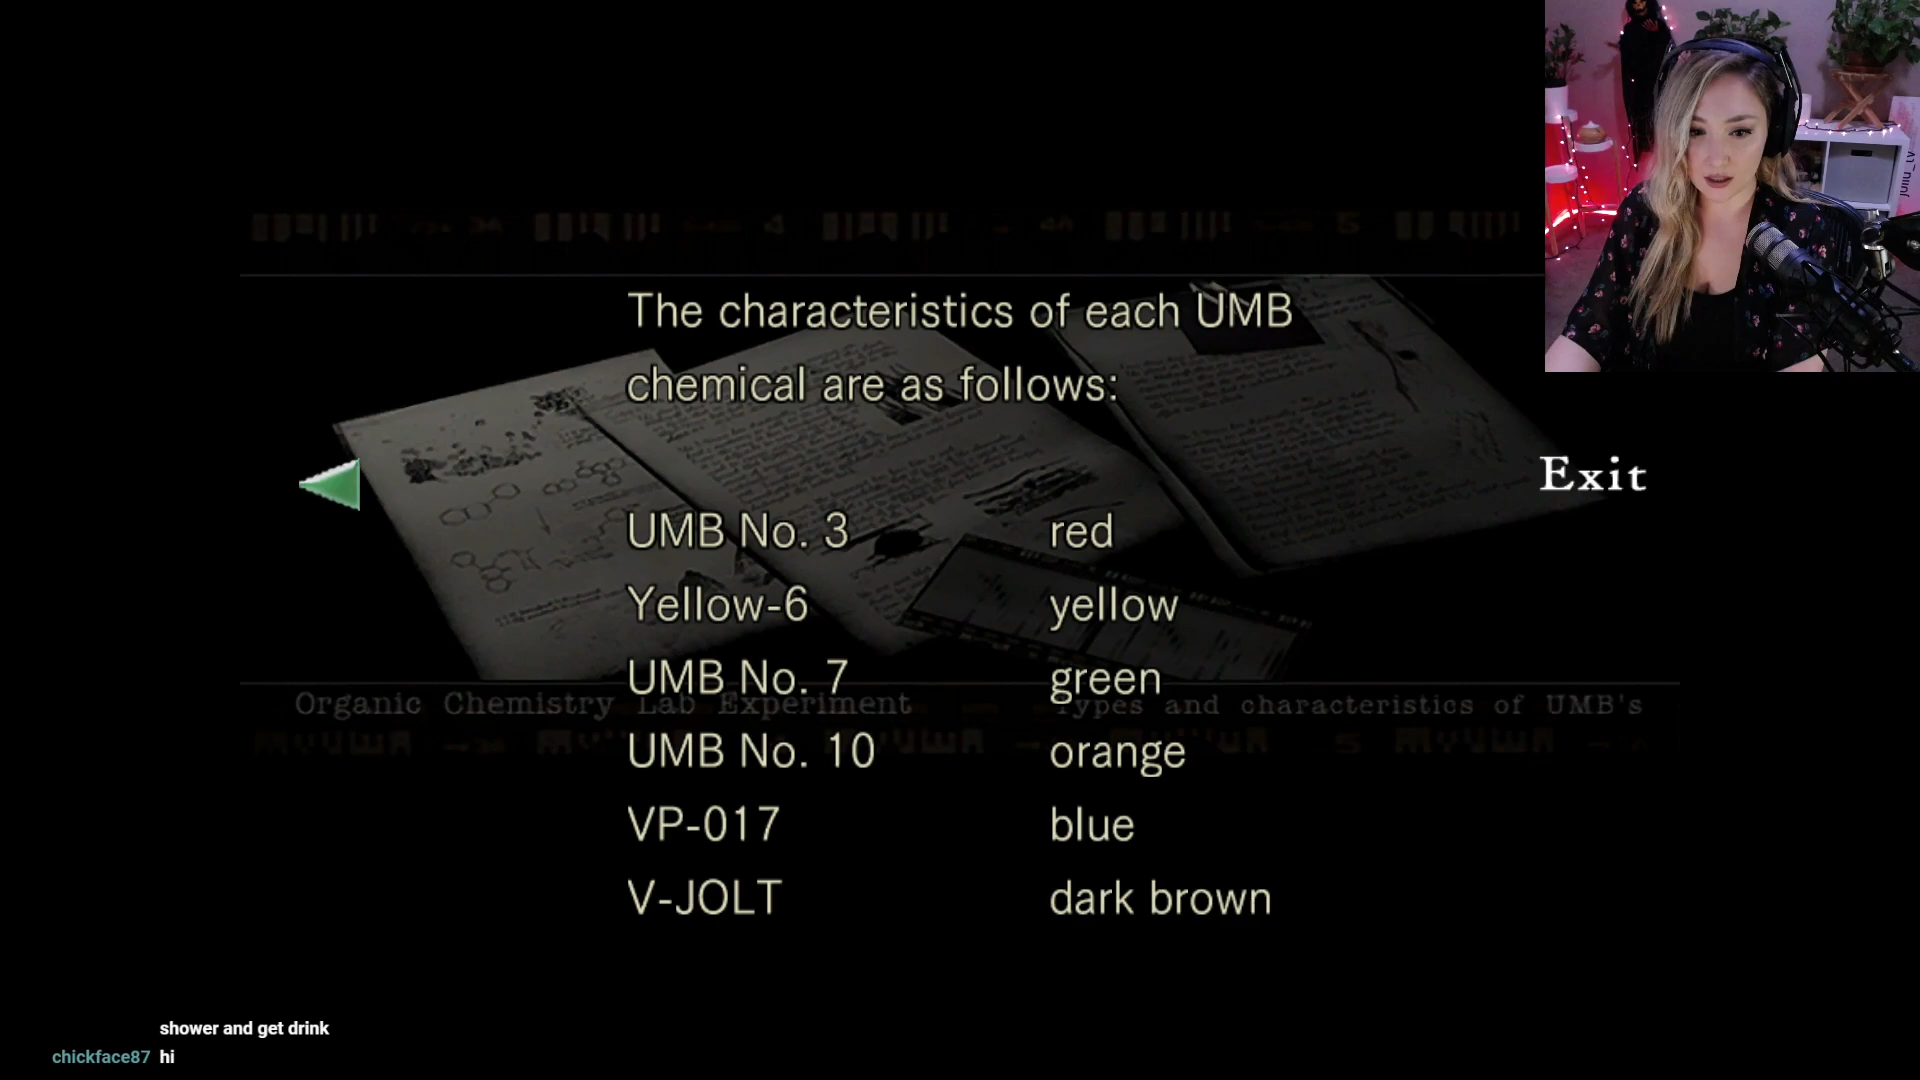 The characteristics of each UMB
chemical are as follows:
Exit
UMB No. 3 red
Yellow-6 yellow
UMB No. 7 green
Organic Chemistry Lab Experiment Types and characteristics of UMB's
UMB No. 10 orange
VP-017 blue
V-JOLT dark brown
shower and get drink
chickface87 hi